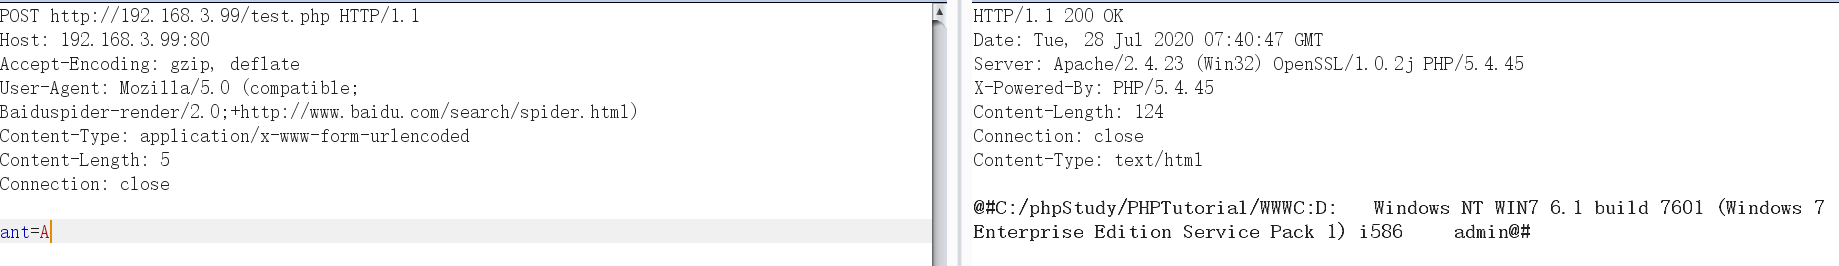 POST http://192.168.3.99/test.php HTTP/1.1
Host: 192.168.3.99:80
Accept-Encoding: gzip, deflate
User-Agent: Mozilla/5.0 (compatible;
Baiduspider-render/2.0;+http://www.baidu.com/search/spider.html)
Content-Type: application/x-www-form-urlencoded
Content-Length: 5
Connection: close
ant=A
HTTP/1.1 200 OK
Date: Tue, 28 Jul 2020 07:40:47 GMT
Server: Apache/2.4.23 (Win32) OpenSSL/1.0.2j PHP/5.4.45
X-Powered-By: PHP/5.4.45
Content-Length: 124
Connection: close
Content-Type: text/html
@#C:/phpStudy/PHPTutorial/WWWC:D:   Windows NT WIN7 6.1 build 7601 (Windows 7
Enterprise Edition Service Pack 1) i586    admin@#